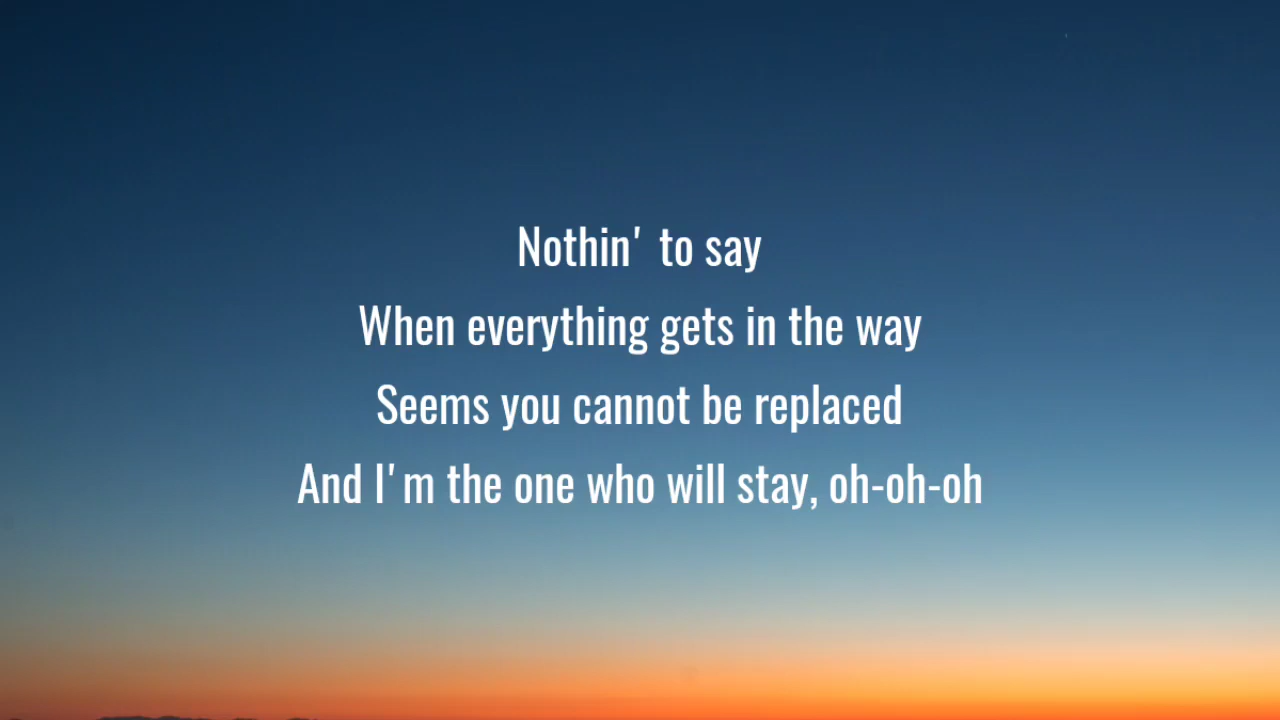 Nothin' to say
When everything gets in the way
Seems you cannot be replaced
And I'm the one who will stay, oh-oh-oh